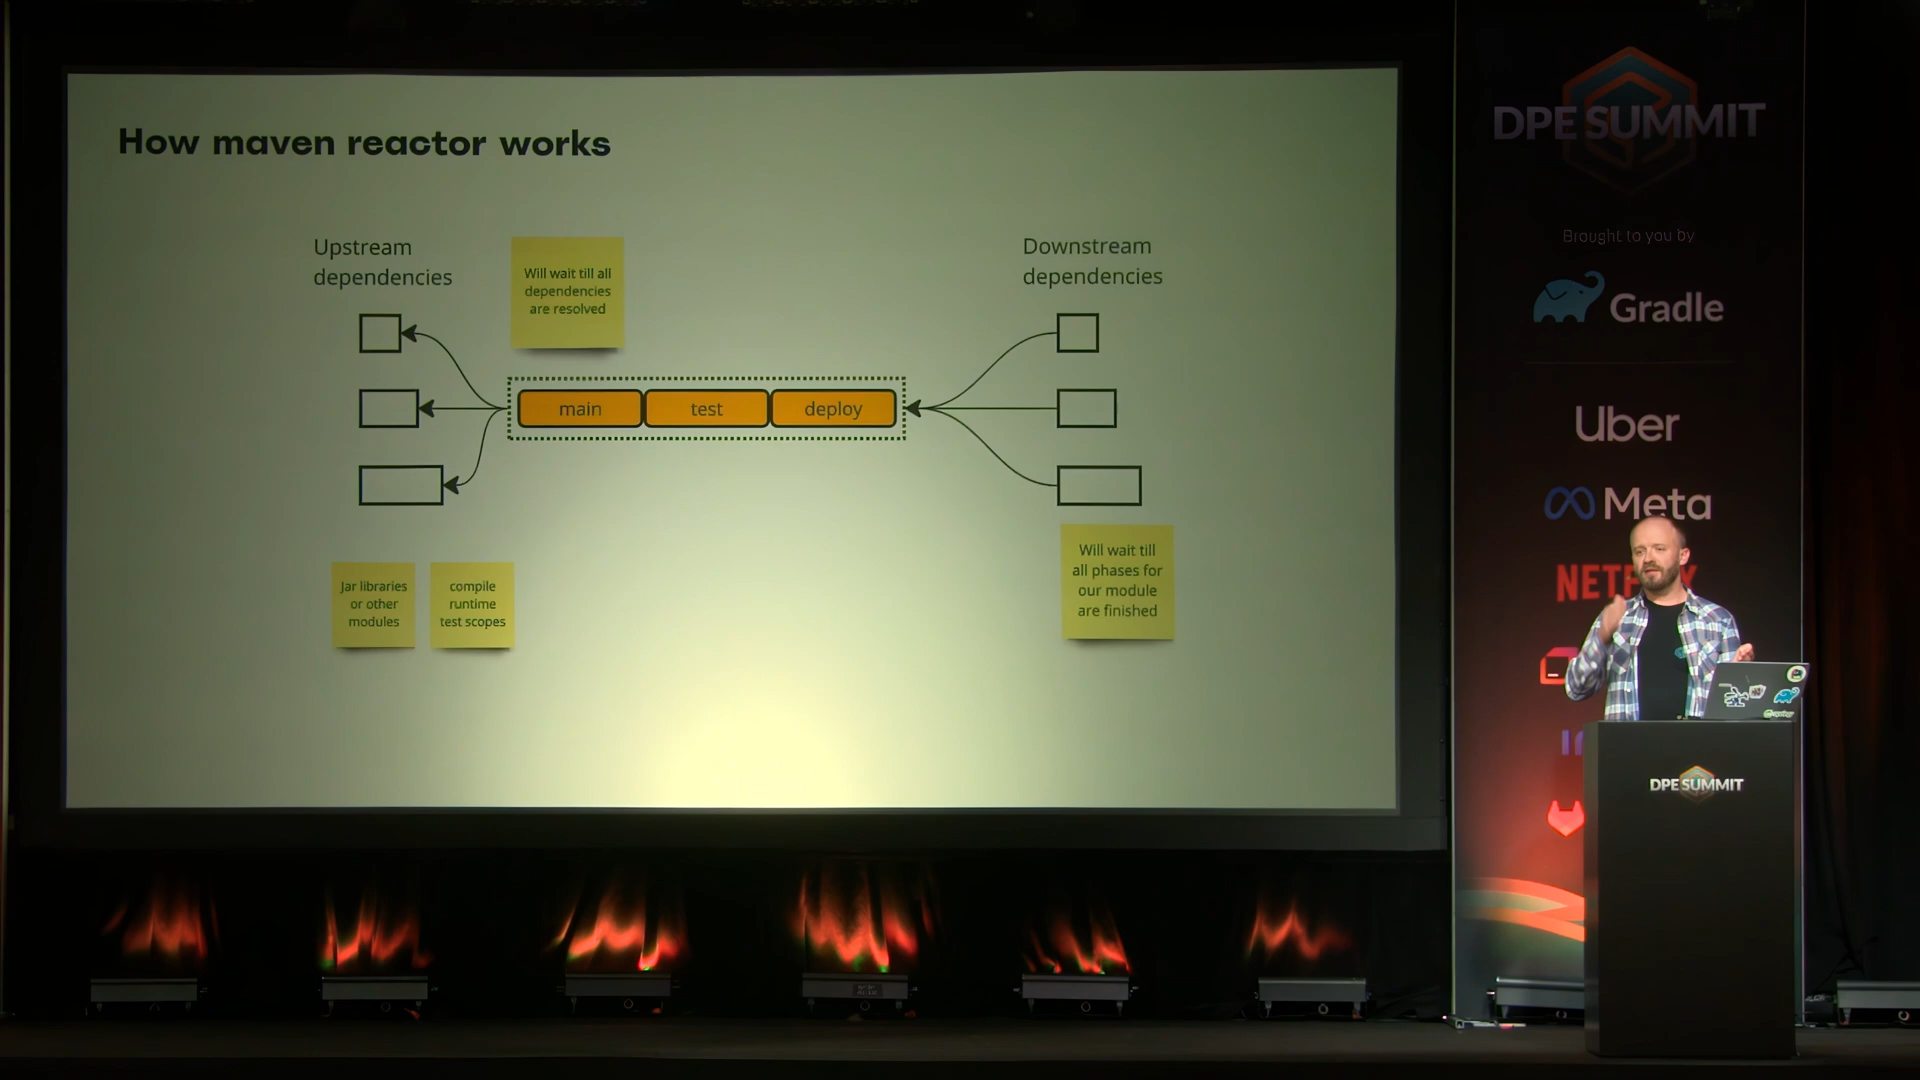 How maven reactor works
Upstream
dependencies
Will wait till all
dependencies
are resolved
Downstream
dependencies
main
test
deploy
Jar libraries
or other
modules
compile
runtime
test scopes
Will wait till
all phases for
our module
are finished
DPE SUMMIT
Brought to you by
Gradle
Uber
Meta
DPE SUMMIT